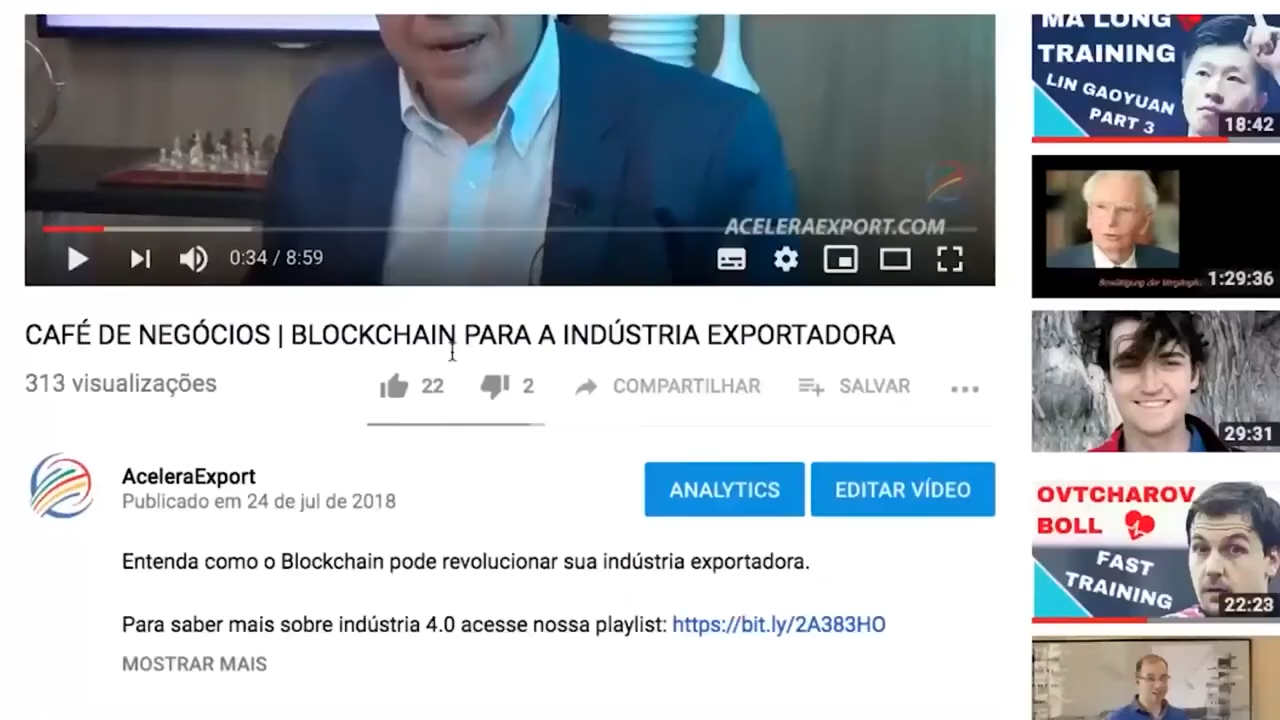 ACELERAEXPORT.COM
0:34 / 8:59
CAFÉ DE NEGÓCIOS | BLOCKCHAIN PARA A INDÚSTRIA EXPORTADORA
313 visualizações
22
2
COMPARTILHAR
SALVAR
AceleraExport
Publicado em 24 de jul de 2018
ANALYTICS
EDITAR VÍDEO
Entenda como o Blockchain pode revolucionar sua indústria exportadora.
Para saber mais sobre indústria 4.0 acesse nossa playlist: https://bit.ly/2A383HO
MOSTRAR MAIS
MA LONG
TRAINING
LIN GAOYUAN
PART 3
18:42
1:29:36
29:31
OVTCHAROV
BOLL
FAST
TRAINING
22:23